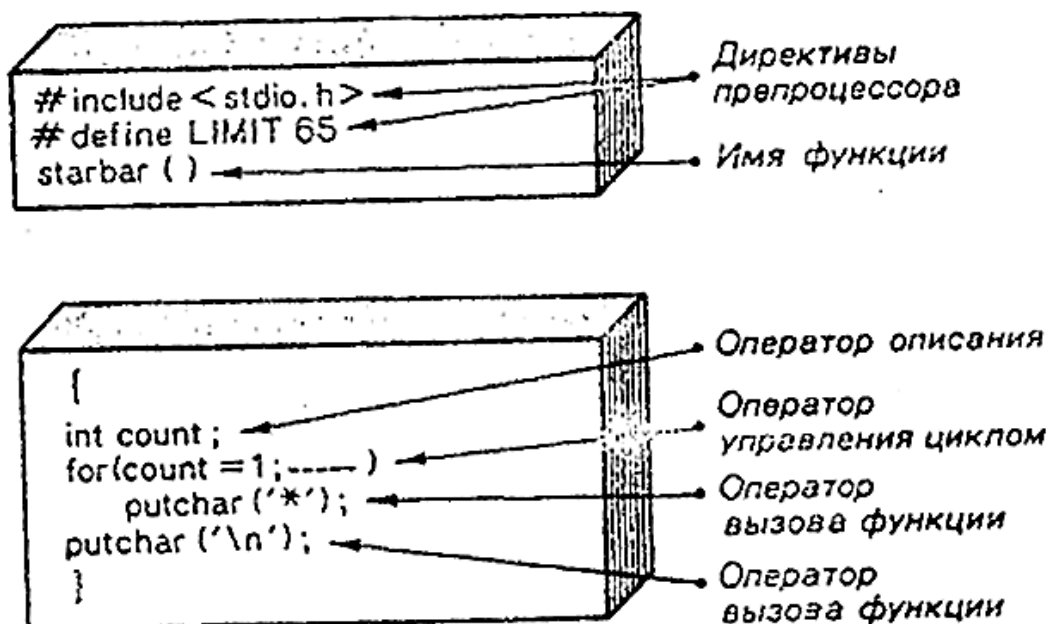 #include <stdio.h>
#define LIMIT 65
starbar ( )
Директивы
препроцессора
Имя функции
{
int count ;
for(count =1;----- )
putchar ('*');
putchar ('\n');
}
Оператор описания
Оператор
управления циклом
Оператор
вызова функции
Оператор
вызова функции